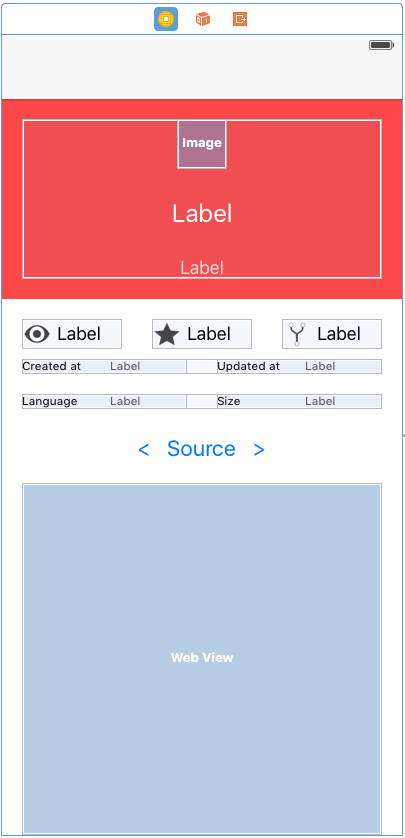 Image
Label
Label
Label Label Label
Created at Label Updated at Label
Language Label Size Label
< Source >
Web View